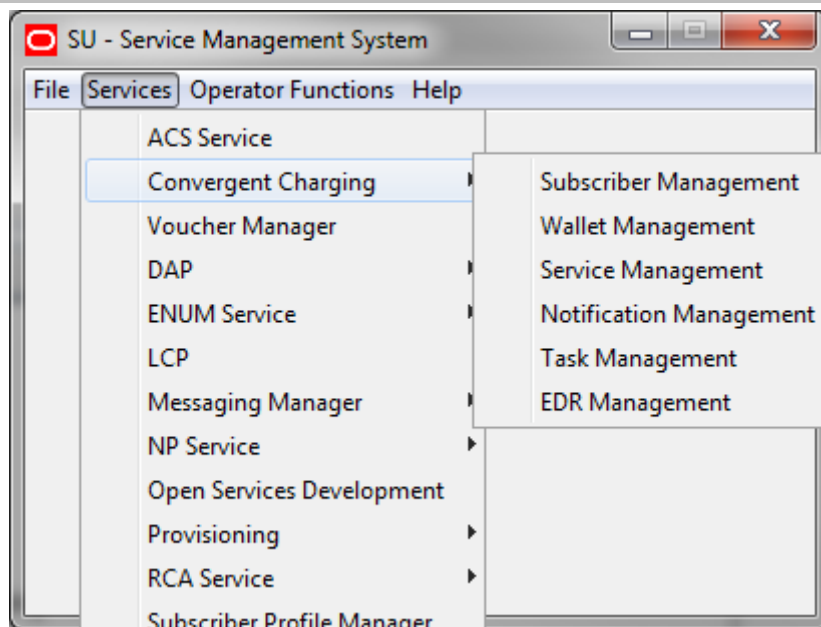 SU - Service Management System
File Services Operator Functions Help
ACS Service
Convergent Charging
Voucher Manager
DAP
ENUM Service
LCP
Messaging Manager
NP Service
Open Services Development
Provisioning
RCA Service
Subscriber Profile Manager
Subscriber Management
Wallet Management
Service Management
Notification Management
Task Management
EDR Management